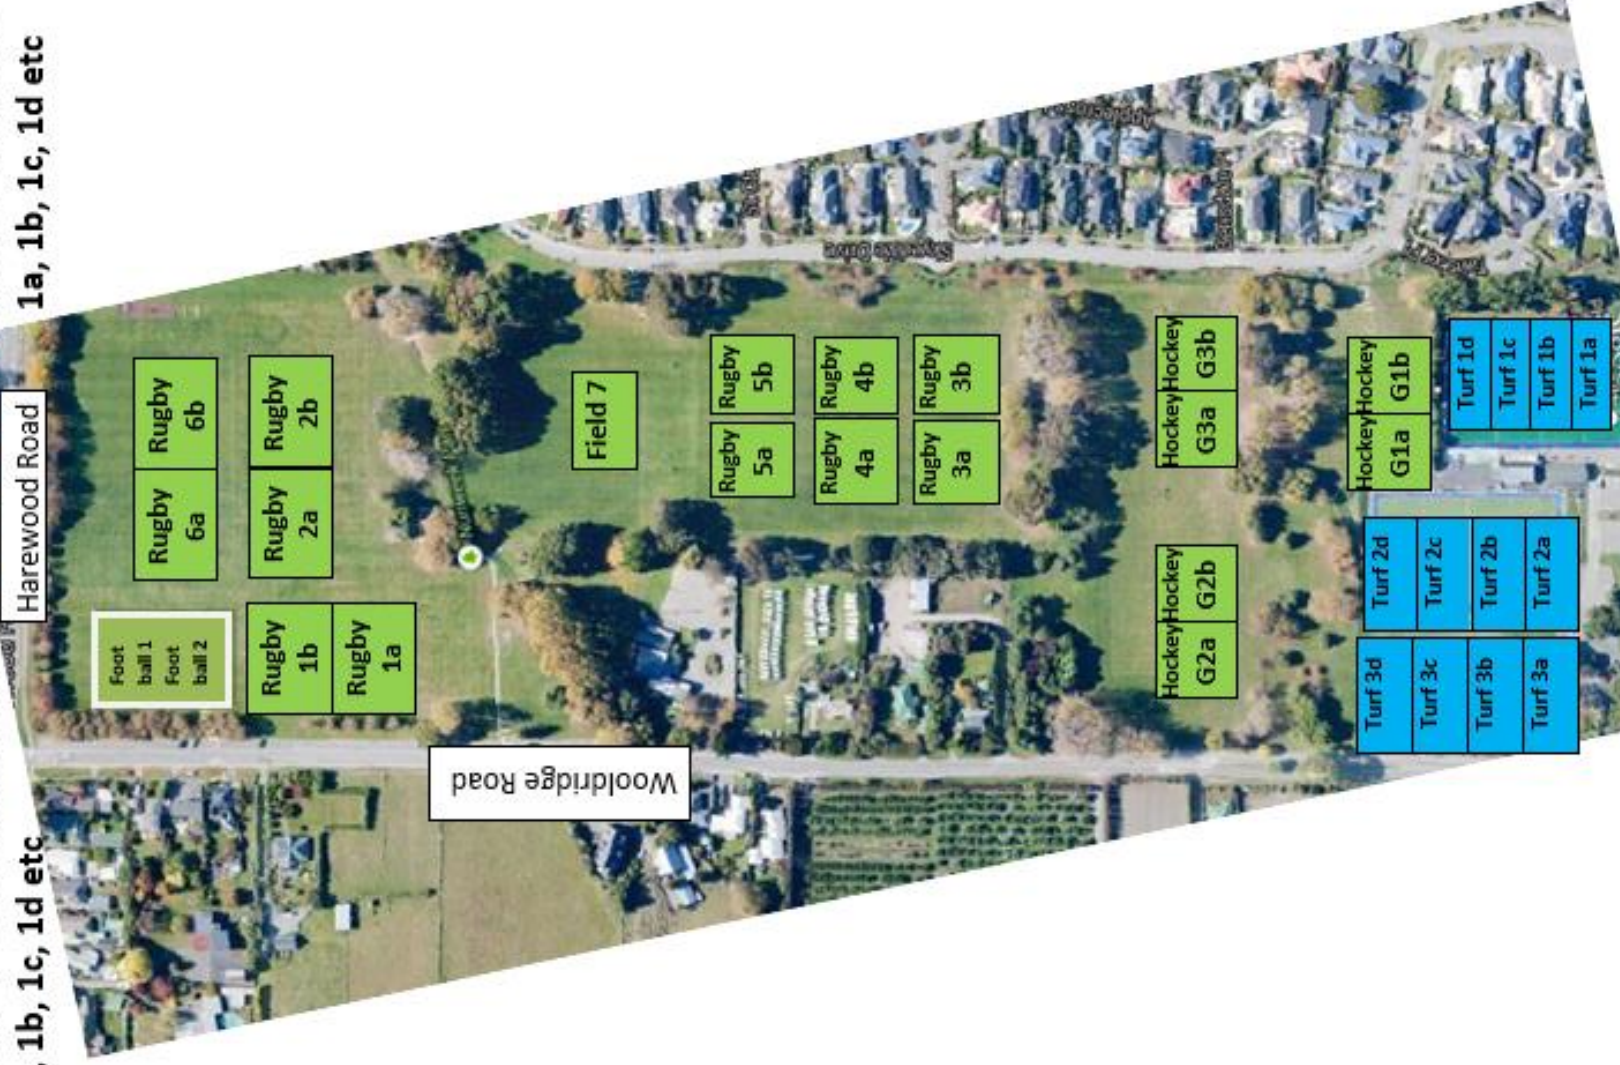 1a, 1b, 1c, 1d etc
1b, 1c, 1d etc
Harewood Road
Foot
ball 1
Foot
ball 2
Rugby
6a
Rugby
6b
Rugby
2a
Rugby
2b
Rugby
1b
Rugby
1a
Wooldridge Road
Field 7
Rugby
5a
Rugby
5b
Rugby
4a
Rugby
4b
Rugby
3a
Rugby
3b
Hockey
G2a
Hockey
G2b
Hockey
G3a
Hockey
G3b
Hockey
G1a
Hockey
G1b
Turf 3d
Turf 3c
Turf 3b
Turf 3a
Turf 2d
Turf 2c
Turf 2b
Turf 2a
Turf 1d
Turf 1c
Turf 1b
Turf 1a